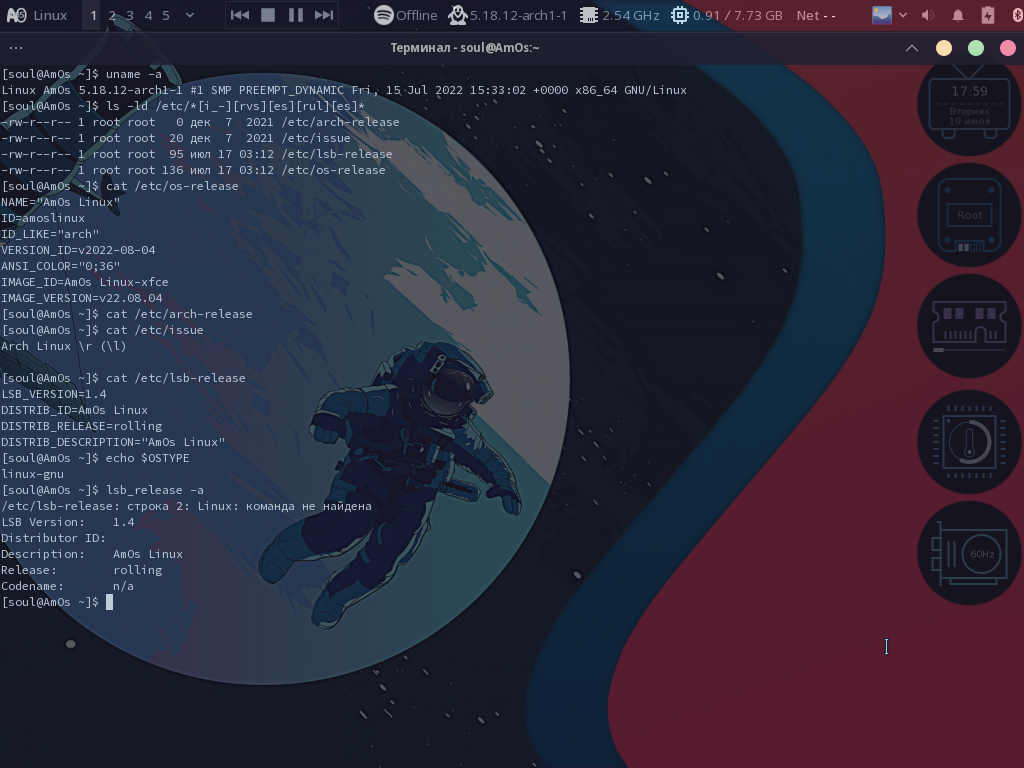 Linux 1 2 3 4 5 Offline 5.18.12-arch1-1 2.54 GHz 0.91 / 7.73 GB Net - -
Терминал - soul@AmOs:~
[soul@AmOs ~]$ uname -a
Linux AmOs 5.18.12-arch1-1 #1 SMP PREEMPT_DYNAMIC Fri, 15 Jul 2022 15:33:02 +0000 x86_64 GNU/Linux
[soul@AmOs ~]$ ls -ld /etc/*[i_-][rvs][es][rul][es]*
-rw-r--r-- 1 root root   0 дек  7  2021 /etc/arch-release
-rw-r--r-- 1 root root  20 дек  7  2021 /etc/issue
-rw-r--r-- 1 root root  95 июл 17 03:12 /etc/lsb-release
-rw-r--r-- 1 root root 136 июл 17 03:12 /etc/os-release
[soul@AmOs ~]$ cat /etc/os-release
NAME="AmOs Linux"
ID=amoslinux
ID_LIKE="arch"
VERSION_ID=v2022-08-04
ANSI_COLOR="0;36"
IMAGE_ID=AmOs Linux-xfce
IMAGE_VERSION=v22.08.04
[soul@AmOs ~]$ cat /etc/arch-release
[soul@AmOs ~]$ cat /etc/issue
Arch Linux \r (\l)
[soul@AmOs ~]$ cat /etc/lsb-release
LSB_VERSION=1.4
DISTRIB_ID=AmOs Linux
DISTRIB_RELEASE=rolling
DISTRIB_DESCRIPTION="AmOs Linux"
[soul@AmOs ~]$ echo $OSTYPE
linux-gnu
[soul@AmOs ~]$ lsb_release -a
/etc/lsb-release: строка 2: Linux: команда не найдена
LSB Version:    1.4
Distributor ID:
Description:    AmOs Linux
Release:        rolling
Codename:       n/a
[soul@AmOs ~]$
17:59
Вторник
19 июля
Root
60Hz